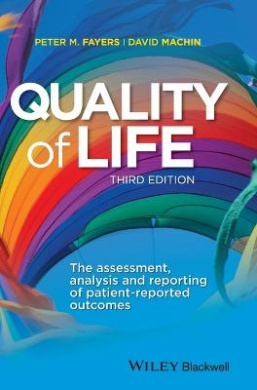 PETER M. FAYERS | DAVID MACHIN
QUALITY
of LIFE
THIRD EDITION
The assessment,
analysis and reporting
of patient-reported
outcomes
WILEY Blackwell